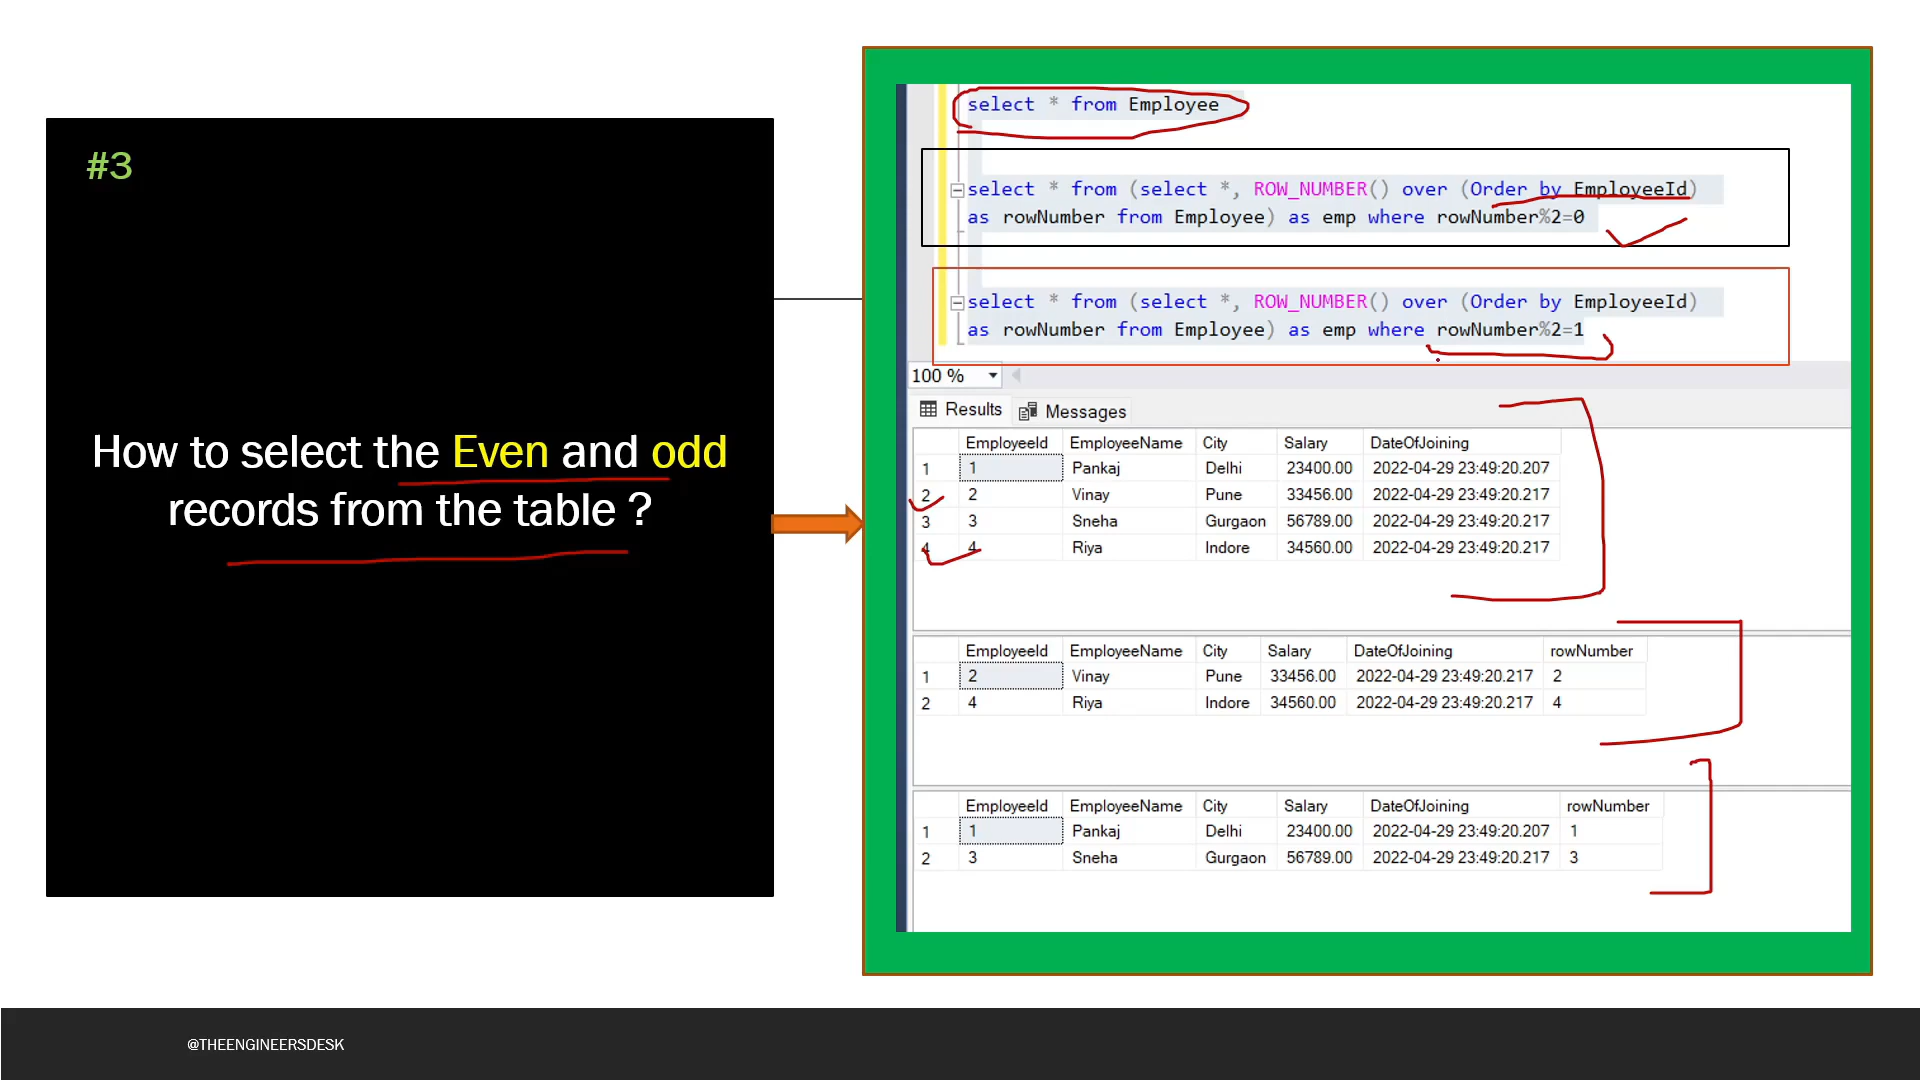 #3
How to select the Even and odd
records from the table ?
select * from Employee
select * from (select *, ROW_NUMBER() over (Order by EmployeeId)
as rowNumber from Employee) as emp where rowNumber%2=0
select * from (select *, ROW_NUMBER() over (Order by EmployeeId)
as rowNumber from Employee) as emp where rowNumber%2=1
100 %
Results Messages
EmployeeId EmployeeName City Salary DateOfJoining
1 1 Pankaj Delhi 23400.00 2022-04-29 23:49:20.207
2 2 Vinay Pune 33456.00 2022-04-29 23:49:20.217
3 3 Sneha Gurgaon 56789.00 2022-04-29 23:49:20.217
4 4 Riya Indore 34560.00 2022-04-29 23:49:20.217
EmployeeId EmployeeName City Salary DateOfJoining rowNumber
1 2 Vinay Pune 33456.00 2022-04-29 23:49:20.217 2
2 4 Riya Indore 34560.00 2022-04-29 23:49:20.217 4
EmployeeId EmployeeName City Salary DateOfJoining rowNumber
1 1 Pankaj Delhi 23400.00 2022-04-29 23:49:20.207 1
2 3 Sneha Gurgaon 56789.00 2022-04-29 23:49:20.217 3
@THEENGINEERSDESK